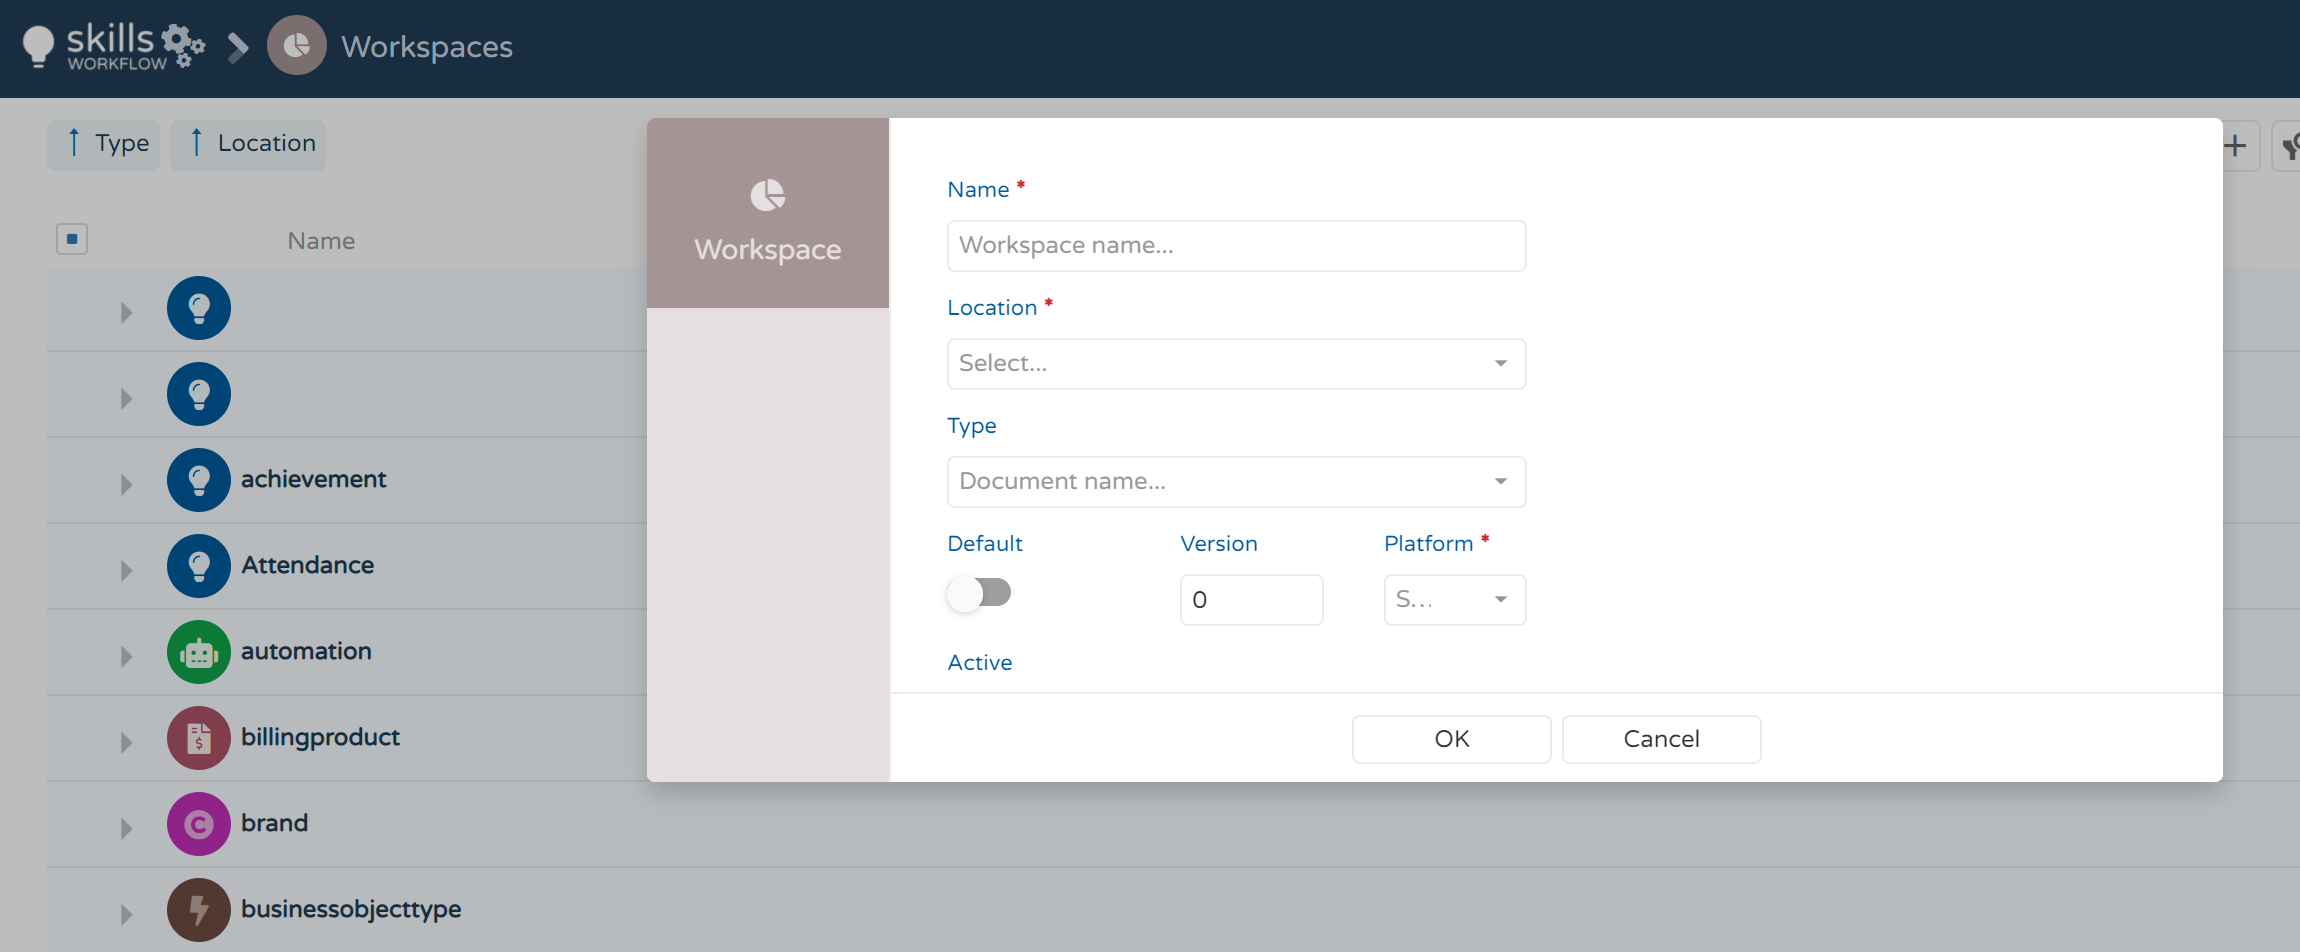 skills
WORKFLOW
Workspaces
Type
Location
Name
achievement
Attendance
automation
billingproduct
brand
businessobjecttype
Workspace
Name *
Workspace name...
Location *
Select...
Type
Document name...
Default Version Platform *
0 S...
Active
OK Cancel